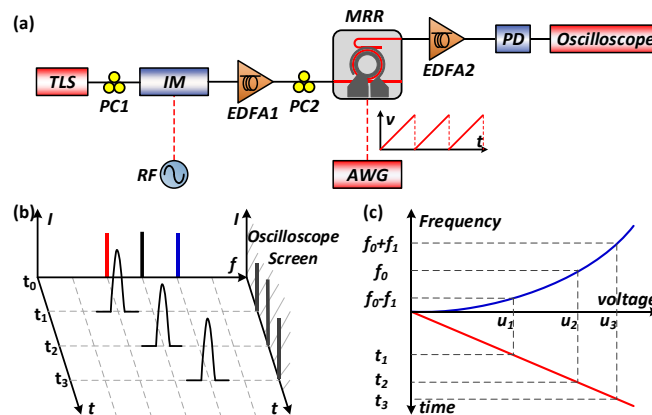 (a)
MRR
TLS
PC1
IM
EDFA1
PC2
EDFA2
PD
Oscilloscope
RF
v
t
AWG
(b)
I
I
Oscilloscope
Screen
f
t₀
t₁
t₂
t₃
t
t
(c)
Frequency
f₀+f₁
f₀
f₀-f₁
voltage
u₁
u₂
u₃
t₁
t₂
t₃
time